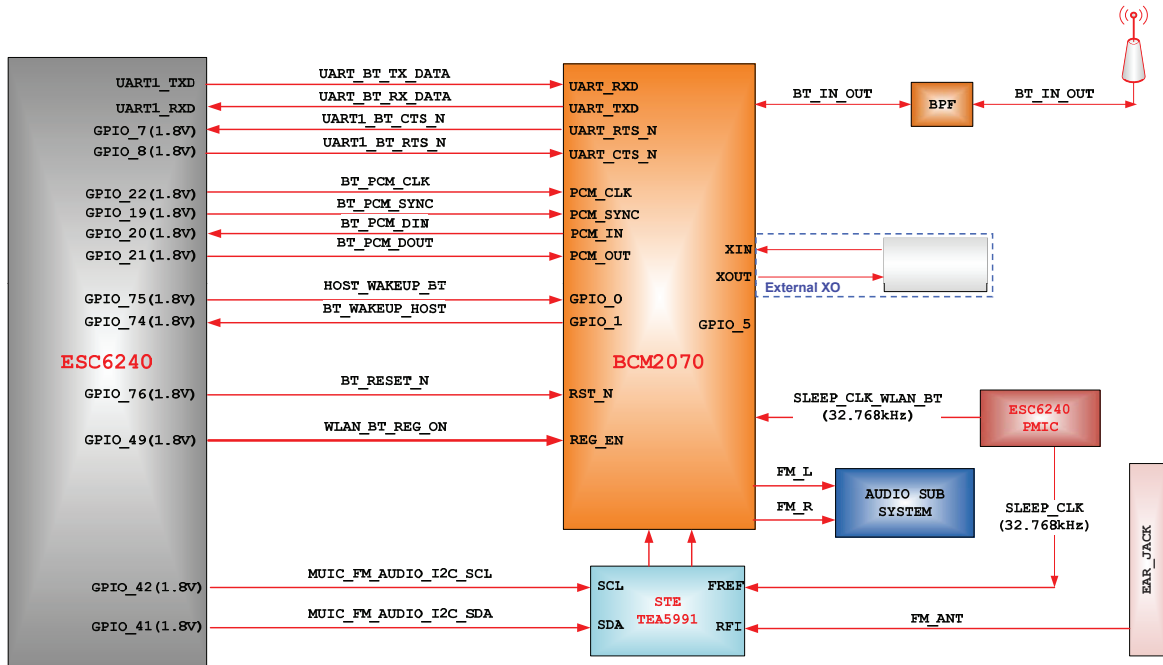 UART1_TXD
UART1_RXD
GPIO_7(1.8V)
GPIO_8(1.8V)
GPIO_22(1.8V)
GPIO_19(1.8V)
GPIO_20(1.8V)
GPIO_21(1.8V)
GPIO_75(1.8V)
GPIO_74(1.8V)
ESC6240
GPIO_76(1.8V)
GPIO_49(1.8V)
GPIO_42(1.8V)
GPIO_41(1.8V)
UART_BT_TX_DATA
UART_BT_RX_DATA
UART1_BT_CTS_N
UART1_BT_RTS_N
BT_PCM_CLK
BT_PCM_SYNC
BT_PCM_DIN
BT_PCM_DOUT
HOST_WAKEUP_BT
BT_WAKEUP_HOST
BT_RESET_N
WLAN_BT_REG_ON
MUIC_FM_AUDIO_I2C_SCL
MUIC_FM_AUDIO_I2C_SDA
UART_RXD
UART_TXD
UART_RTS_N
UART_CTS_N
PCM_CLK
PCM_SYNC
PCM_IN
PCM_OUT
GPIO_0
GPIO_1
BCM2070
RST_N
REG_EN
XIN
XOUT
GPIO_5
BT_IN_OUT
BPF
BT_IN_OUT
External XO
SLEEP_CLK_WLAN_BT
(32.768kHz)
ESC6240
PMIC
FM_L
FM_R
AUDIO SUB
SYSTEM
SLEEP_CLK
(32.768kHz)
SCL
SDA
STE
TEA5991
FREF
RFI
FM_ANT
EAR_JACK